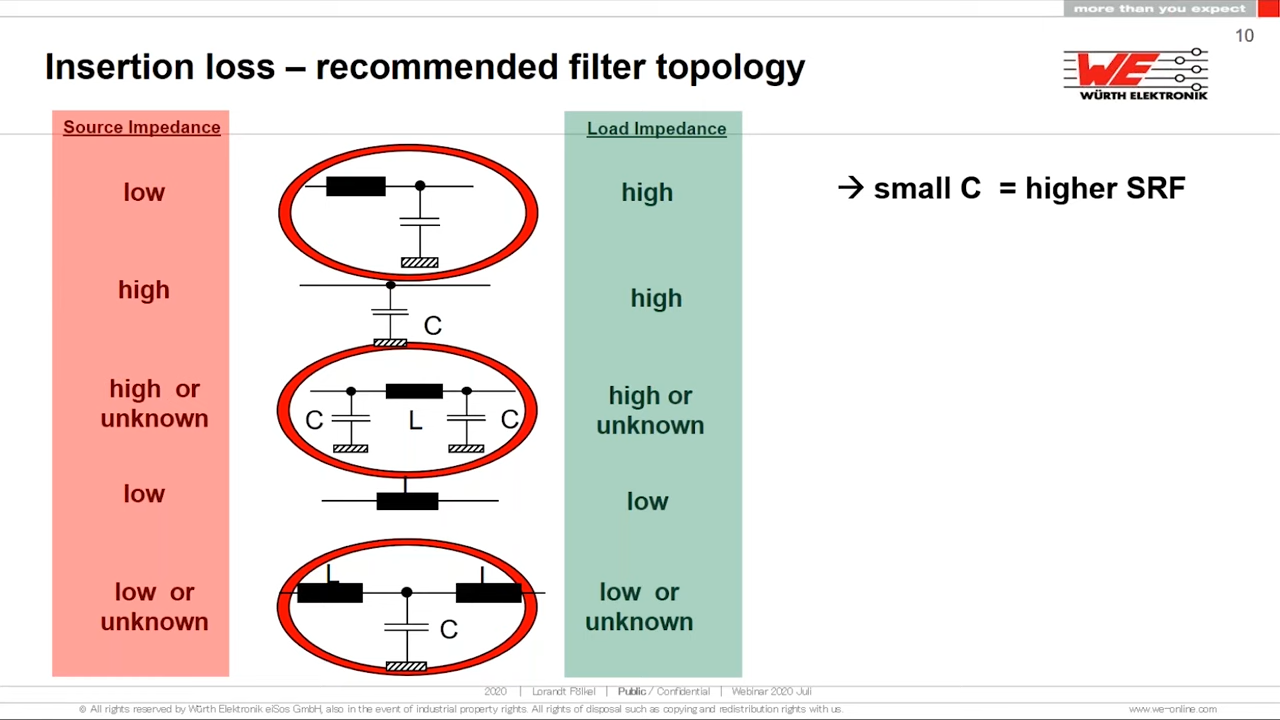 more than you expect
10
Insertion loss – recommended filter topology
WE
WÜRTH ELEKTRONIK
Source Impedance
Load Impedance
low
high
→ small C = higher SRF
high
high
C
high or
unknown
C
L
C
high or
unknown
low
low
low or
unknown
L
C
low or
unknown
2020 | Lorandt Fölkel | Public / Confidential | Webinar 2020 Juli
© All rights reserved by Würth Elektronik eiSos GmbH, also in the event of industrial property rights. All rights of disposal such as copying and redistribution rights with us.
www.we-online.com